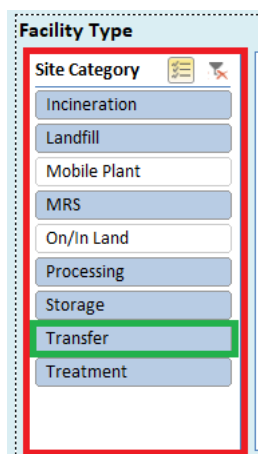 Facility Type
Site Category
Incineration
Landfill
Mobile Plant
MRS
On/In Land
Processing
Storage
Transfer
Treatment